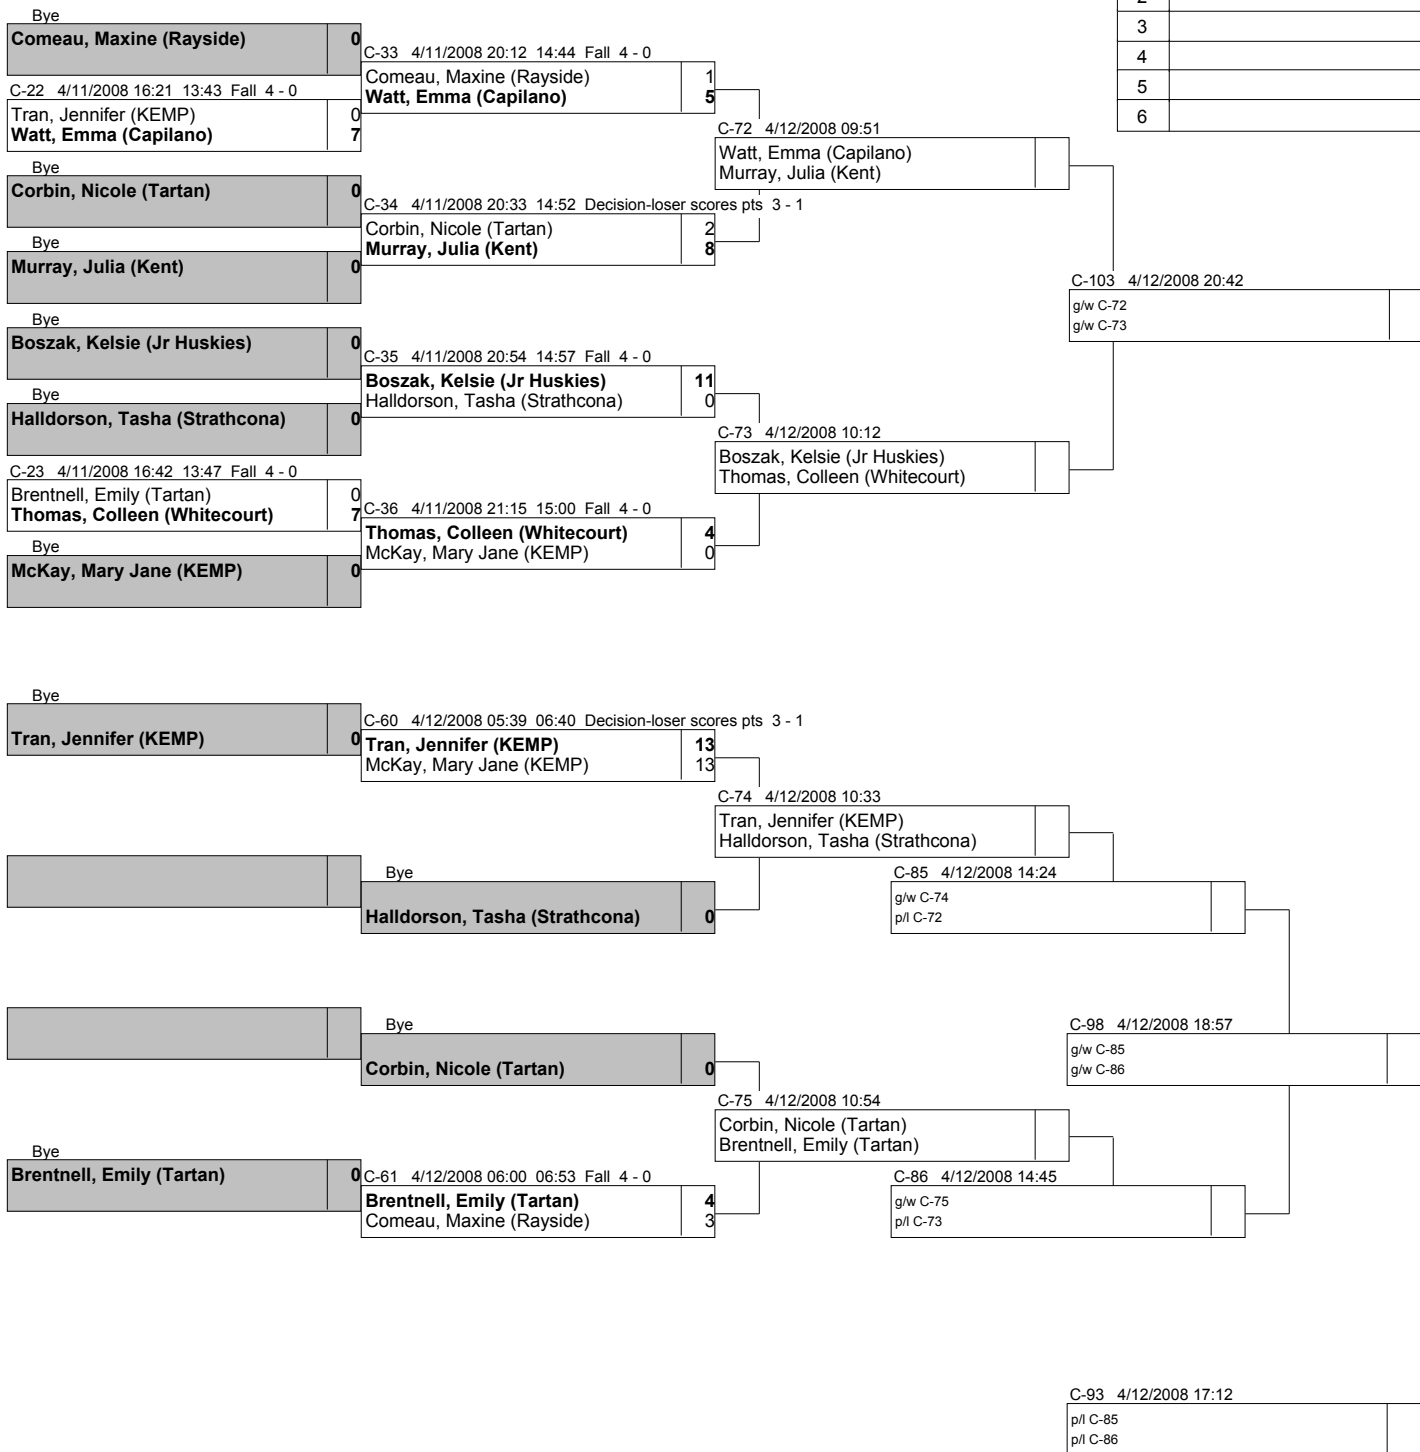 2
3
4
5
6
Bye
Comeau, Maxine (Rayside) 0
C-22 4/11/2008 16:21 13:43 Fall 4 - 0
Tran, Jennifer (KEMP) 0
Watt, Emma (Capilano) 7
Bye
Corbin, Nicole (Tartan) 0
Bye
Murray, Julia (Kent) 0
Bye
Boszak, Kelsie (Jr Huskies) 0
Bye
Halldorson, Tasha (Strathcona) 0
C-23 4/11/2008 16:42 13:47 Fall 4 - 0
Brentnell, Emily (Tartan) 0
Thomas, Colleen (Whitecourt) 7
Bye
McKay, Mary Jane (KEMP) 0
C-33 4/11/2008 20:12 14:44 Fall 4 - 0
Comeau, Maxine (Rayside) 1
Watt, Emma (Capilano) 5
C-34 4/11/2008 20:33 14:52 Decision-loser scores pts 3 - 1
Corbin, Nicole (Tartan) 2
Murray, Julia (Kent) 8
C-35 4/11/2008 20:54 14:57 Fall 4 - 0
Boszak, Kelsie (Jr Huskies) 11
Halldorson, Tasha (Strathcona) 0
C-36 4/11/2008 21:15 15:00 Fall 4 - 0
Thomas, Colleen (Whitecourt) 4
McKay, Mary Jane (KEMP) 0
C-72 4/12/2008 09:51
Watt, Emma (Capilano)
Murray, Julia (Kent)
C-73 4/12/2008 10:12
Boszak, Kelsie (Jr Huskies)
Thomas, Colleen (Whitecourt)
C-103 4/12/2008 20:42
g/w C-72
g/w C-73
Bye
Tran, Jennifer (KEMP) 0
Bye
Brentnell, Emily (Tartan) 0
C-60 4/12/2008 05:39 06:40 Decision-loser scores pts 3 - 1
Tran, Jennifer (KEMP) 13
McKay, Mary Jane (KEMP) 13
Bye
Halldorson, Tasha (Strathcona) 0
Bye
Corbin, Nicole (Tartan) 0
C-61 4/12/2008 06:00 06:53 Fall 4 - 0
Brentnell, Emily (Tartan) 4
Comeau, Maxine (Rayside) 3
C-74 4/12/2008 10:33
Tran, Jennifer (KEMP)
Halldorson, Tasha (Strathcona)
C-75 4/12/2008 10:54
Corbin, Nicole (Tartan)
Brentnell, Emily (Tartan)
C-85 4/12/2008 14:24
g/w C-74
p/l C-72
C-86 4/12/2008 14:45
g/w C-75
p/l C-73
C-98 4/12/2008 18:57
g/w C-85
g/w C-86
C-93 4/12/2008 17:12
p/l C-85
p/l C-86